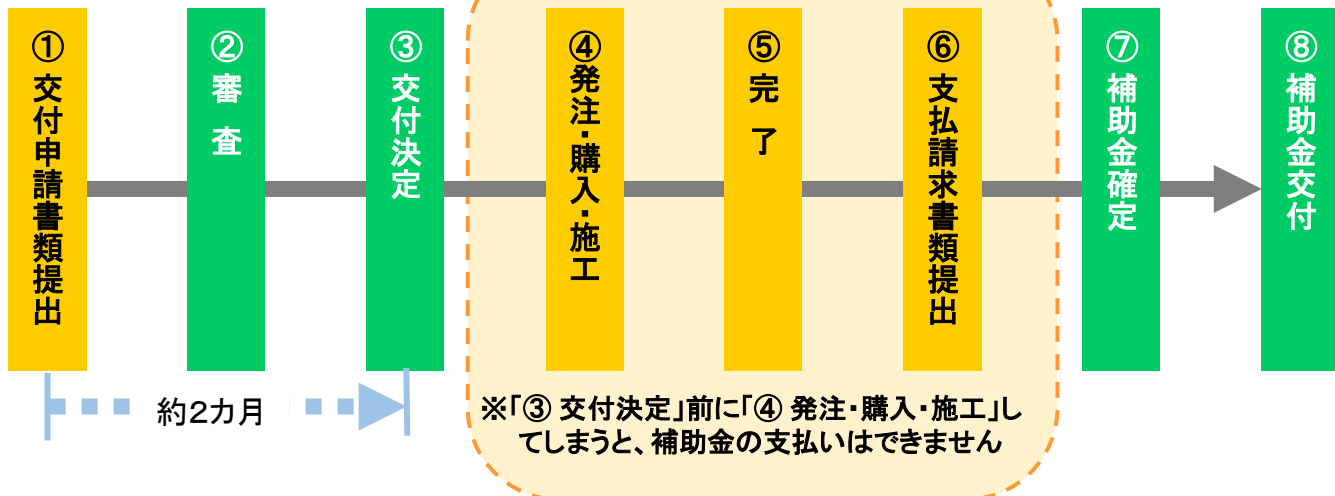 ① 交付申請書類提出
② 審査
③ 交付決定
④ 発注・購入・施工
⑤ 完了
⑥ 支払請求書類提出
⑦ 補助金確定
⑧ 補助金交付
約2カ月
※「③ 交付決定」前に「④ 発注・購入・施工」し
てしまうと、補助金の支払いはできません